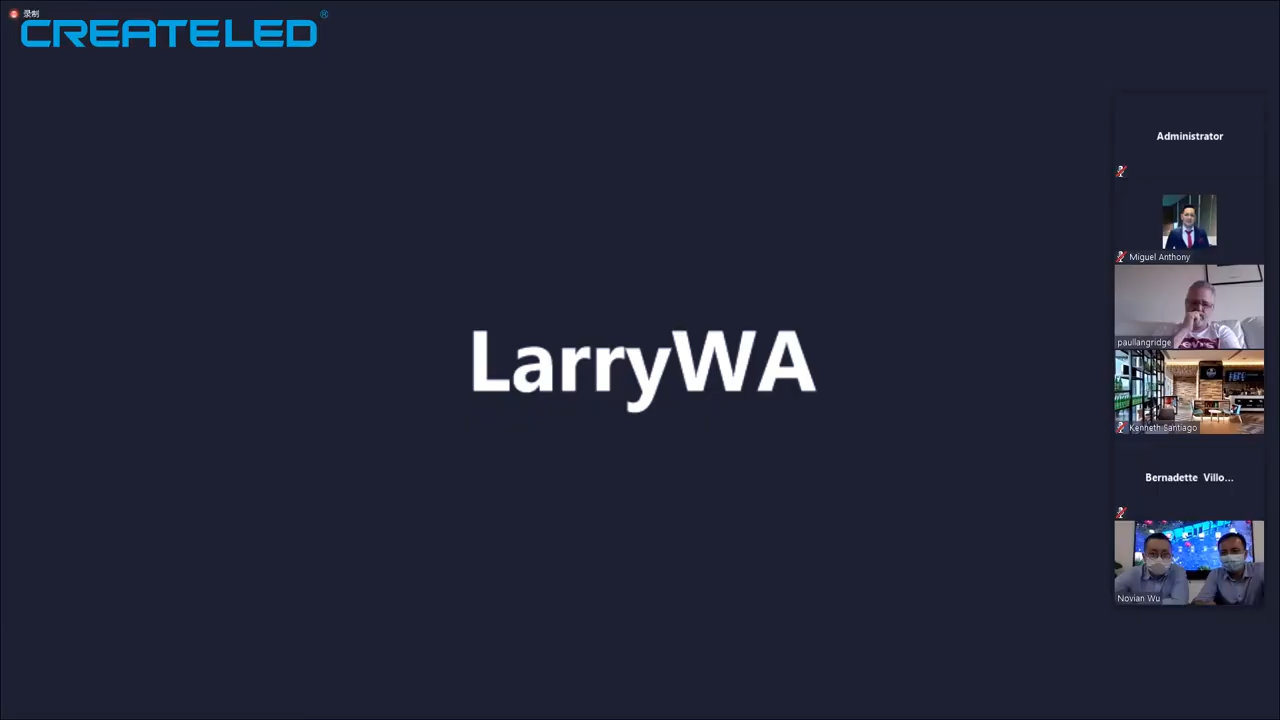 录制
CREATELED®
LarryWA
Administrator
Miguel Anthony
paullangridge
Kenneth Santiago
Bernadette Villo...
Novian Wu